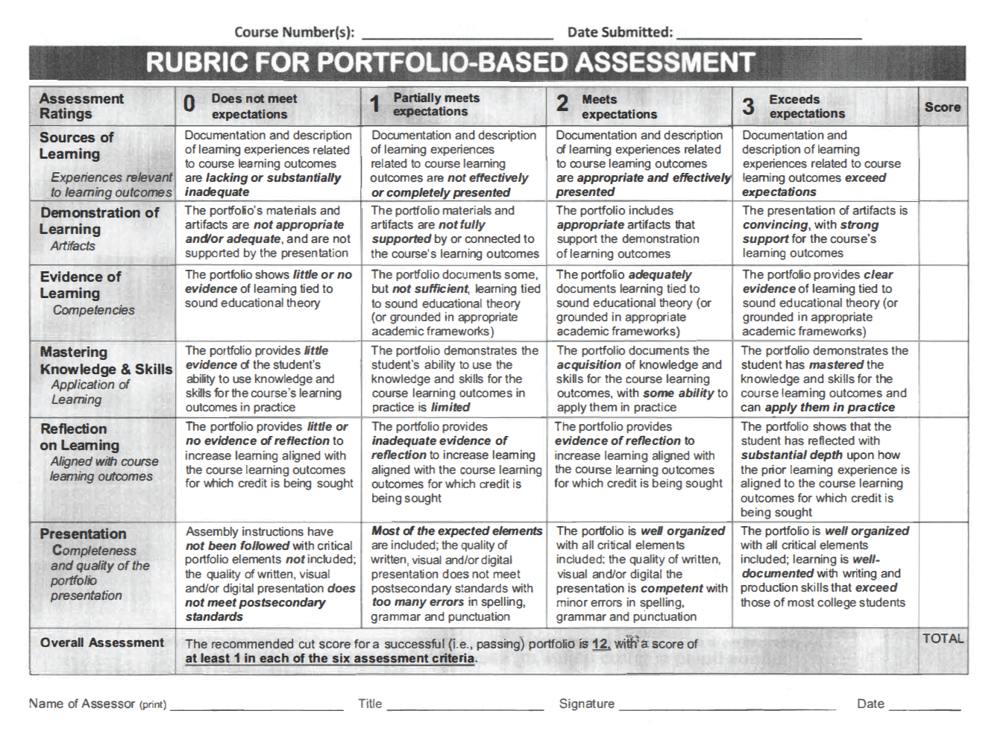 Course Number(s): ____________ Date Submitted: ____________
RUBRIC FOR PORTFOLIO-BASED ASSESSMENT
Assessment
Ratings
0 Does not meet
expectations
1 Partially meets
expectations
2 Meets
expectations
3 Exceeds
expectations
Score
Sources of
Learning
Experiences relevant
to learning outcomes
Documentation and description
of learning experiences related
to course learning outcomes
are lacking or substantially
inadequate
Documentation and description
of learning experiences
related to course learning
outcomes are not effectively
or completely presented
Documentation and description
of learning experiences related
to course learning outcomes
are appropriate and effectively
presented
Documentation and
description of learning
experiences related to course
learning outcomes exceed
expectations
Demonstration of
Learning
Artifacts
The portfolio's materials and
artifacts are not appropriate
and/or adequate, and are not
supported by the presentation
The portfolio materials and
artifacts are not fully
supported by or connected to
the course's learning outcomes
The portfolio includes
appropriate artifacts that
support the demonstration
of learning outcomes
The presentation of artifacts is
convincing, with strong
support for the course's
learning outcomes
Evidence of
Learning
Competencies
The portfolio shows little or no
evidence of learning tied to
sound educational theory
The portfolio documents some,
but not sufficient, learning tied
to sound educational theory
(or grounded in appropriate
academic frameworks)
The portfolio adequately
documents learning tied to
sound educational theory (or
grounded in appropriate
academic frameworks)
The portfolio provides clear
evidence of learning tied to
sound educational theory (or
grounded in appropriate
academic frameworks)
Mastering
Knowledge & Skills
Application of
Learning
The portfolio provides little
evidence of the student's
ability to use knowledge and
skills for the course's learning
outcomes in practice
The portfolio demonstrates the
student's ability to use the
knowledge and skills for the
course learning outcomes in
practice is limited
The portfolio documents the
acquisition of knowledge and
skills for the course learning
outcomes, with some ability to
apply them in practice
The portfolio demonstrates the
student has mastered the
knowledge and skills for the
course learning outcomes and
can apply them in practice
Reflection
on Learning
Aligned with course
learning outcomes
The portfolio provides little or
no evidence of reflection to
increase learning aligned with
the course learning outcomes
for which credit is being sought
The portfolio provides
inadequate evidence of
reflection to increase learning
aligned with the course learning
outcomes for which credit is
being sought
The portfolio provides
evidence of reflection to
increase learning aligned with
the course learning outcomes
for which credit is being sought
The portfolio shows that the
student has reflected with
substantial depth upon how
the prior learning experience is
aligned to the course learning
outcomes for which credit is
being sought
Presentation
Completeness
and quality of the
portfolio
presentation
Assembly instructions have
not been followed with critical
portfolio elements not included;
the quality of written, visual
and/or digital presentation does
not meet postsecondary
standards
Most of the expected elements
are included; the quality of
written, visual and/or digital
presentation does not meet
postsecondary standards with
too many errors in spelling,
grammar and punctuation
The portfolio is well organized
with all critical elements
included; the quality of written,
visual and/or digital the
presentation is competent with
minor errors in spelling,
grammar and punctuation
The portfolio is well organized
with all critical elements
included; learning is well-
documented with writing and
production skills that exceed
those of most college students
Overall Assessment
The recommended cut score for a successful (i.e., passing) portfolio is 12, with a score of
at least 1 in each of the six assessment criteria.
TOTAL
Name of Assessor (print) ____________ Title ____________ Signature ____________ Date ______